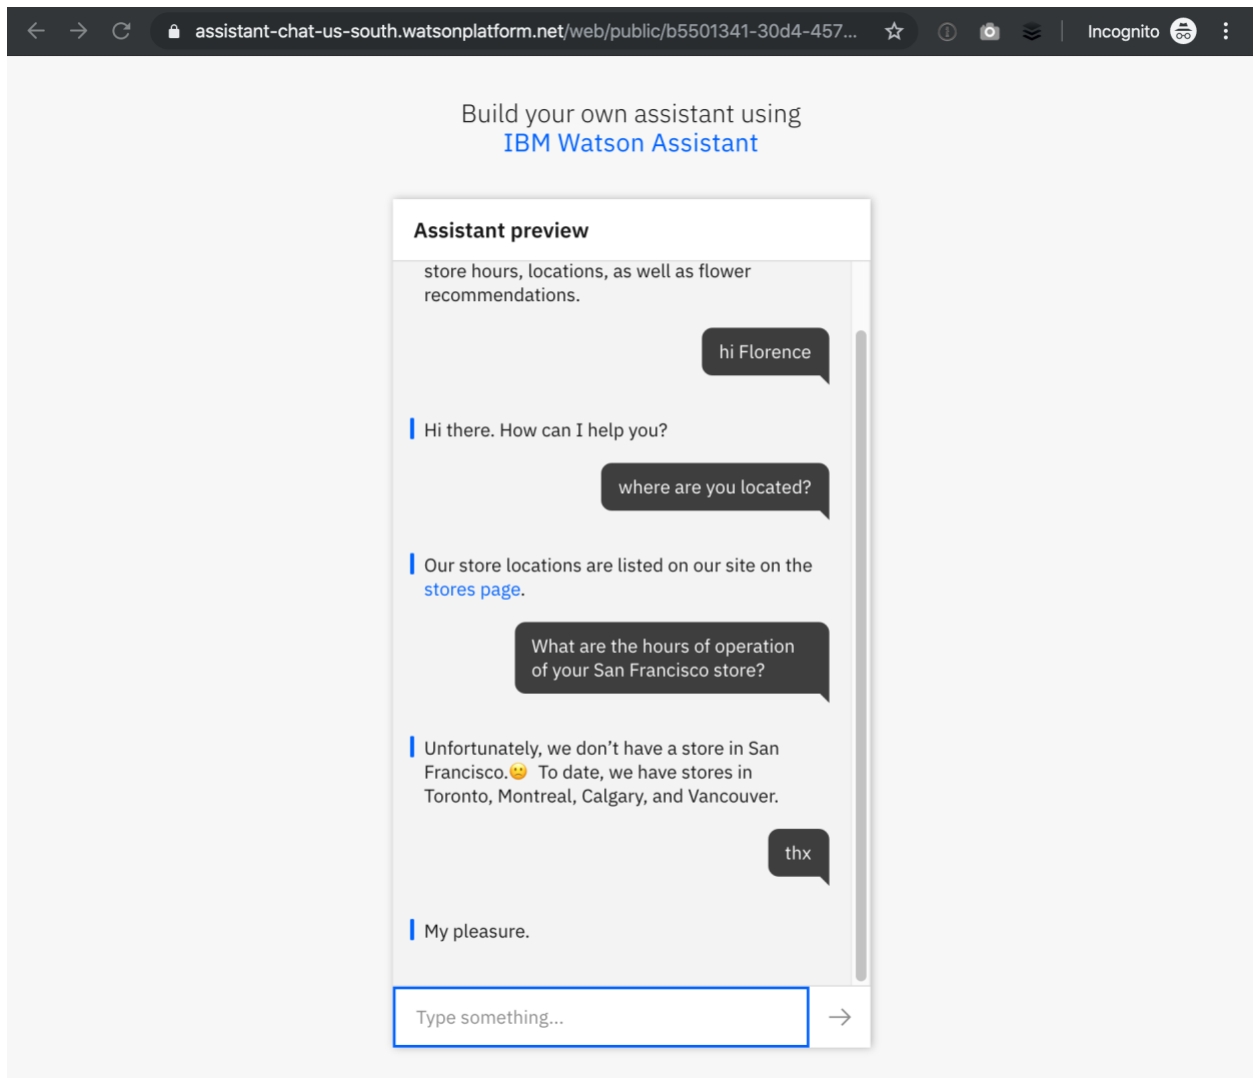 assistant-chat-us-south.watsonplatform.net/web/public/b5501341-30d4-457...
Incognito
Build your own assistant using
IBM Watson Assistant
Assistant preview
store hours, locations, as well as flower
recommendations.
hi Florence
Hi there. How can I help you?
where are you located?
Our store locations are listed on our site on the
stores page.
What are the hours of operation
of your San Francisco store?
Unfortunately, we don’t have a store in San
Francisco.🙁 To date, we have stores in
Toronto, Montreal, Calgary, and Vancouver.
thx
My pleasure.
Type something...